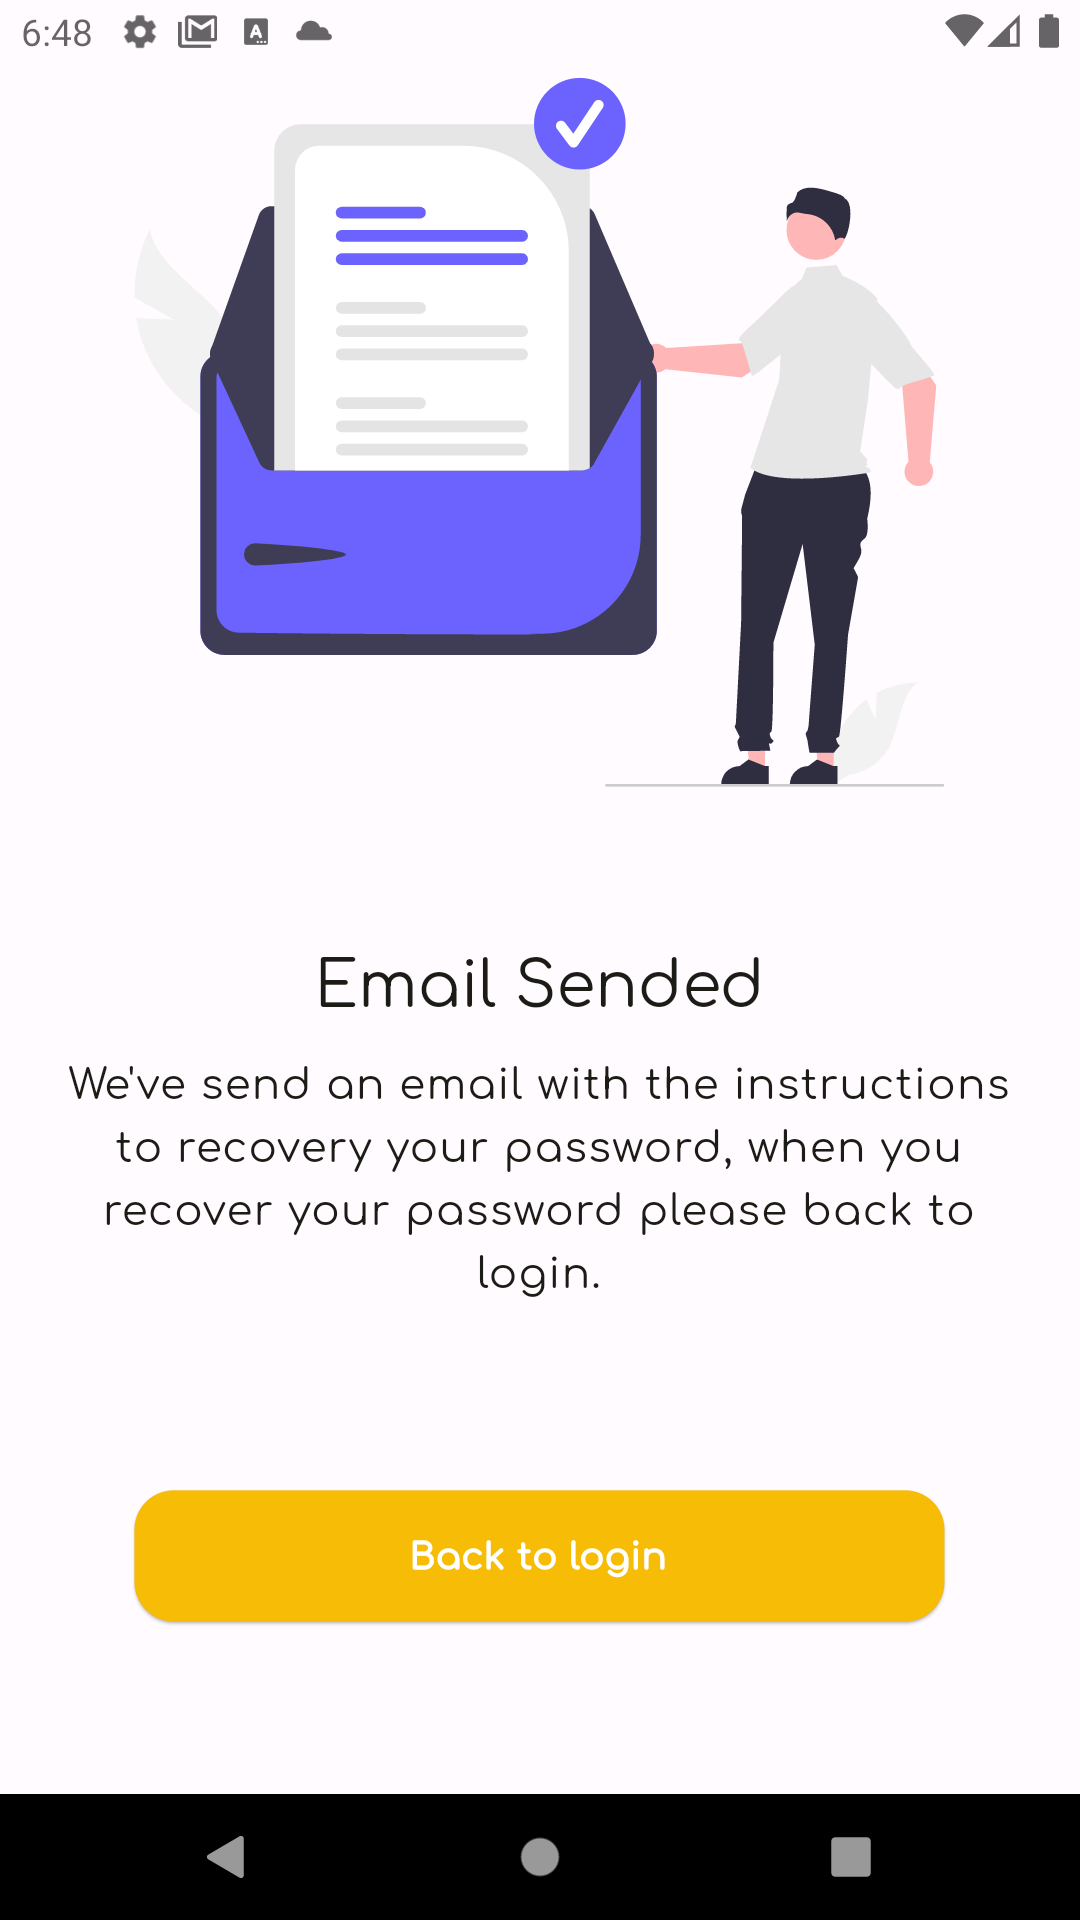 6:48
A
Email Sended
We've send an email with the instructions
to recovery your password, when you
recover your password please back to
login.
Back to login